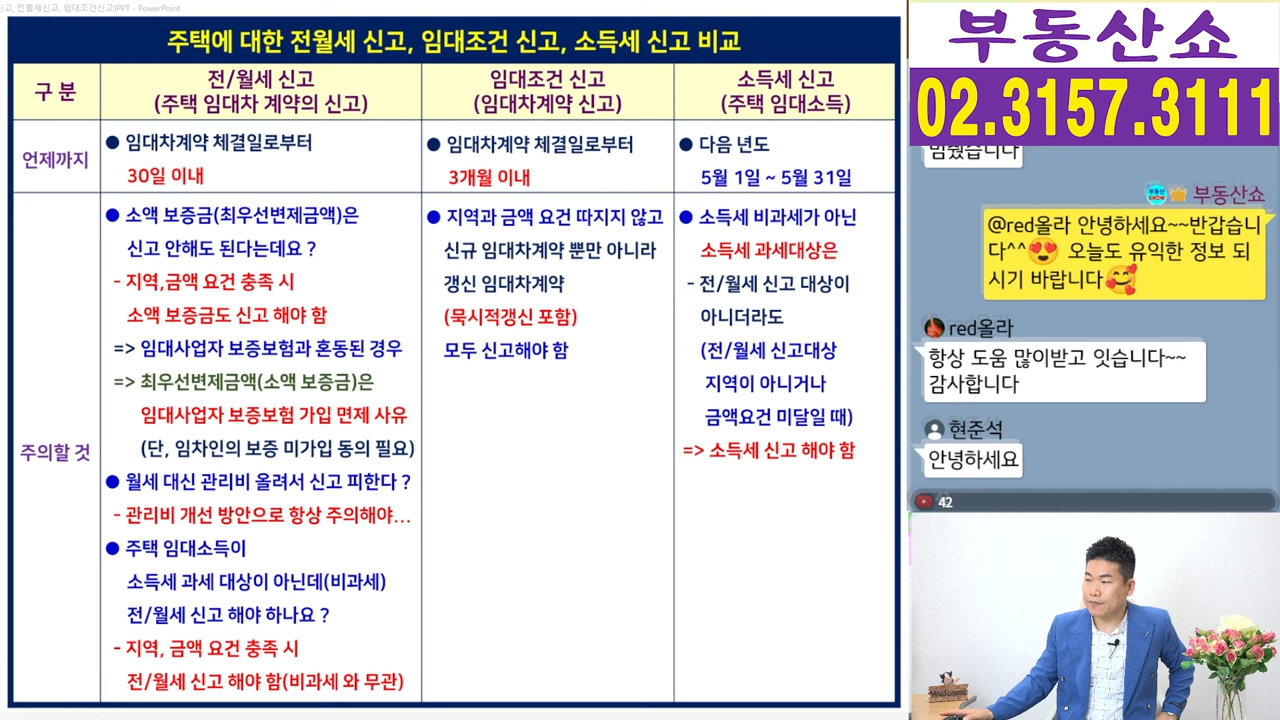 신고, 전월세신고, 임대조건신고)PPT - PowerPoint
주택에 대한 전월세 신고, 임대조건 신고, 소득세 신고 비교
구 분
전/월세 신고
(주택 임대차 계약의 신고)
임대조건 신고
(임대차계약 신고)
소득세 신고
(주택 임대소득)
언제까지
● 임대차계약 체결일로부터
30일 이내
● 임대차계약 체결일로부터
3개월 이내
● 다음 년도
5월 1일 ~ 5월 31일
주의할 것
● 소액 보증금(최우선변제금액)은
신고 안해도 된다는데요 ?
- 지역,금액 요건 충족 시
소액 보증금도 신고 해야 함
=> 임대사업자 보증보험과 혼동된 경우
=> 최우선변제금액(소액 보증금)은
임대사업자 보증보험 가입 면제 사유
(단, 임차인의 보증 미가입 동의 필요)
● 월세 대신 관리비 올려서 신고 피한다 ?
- 관리비 개선 방안으로 항상 주의해야...
● 주택 임대소득이
소득세 과세 대상이 아닌데(비과세)
전/월세 신고 해야 하나요 ?
- 지역, 금액 요건 충족 시
전/월세 신고 해야 함(비과세 와 무관)
● 지역과 금액 요건 따지지 않고
신규 임대차계약 뿐만 아니라
갱신 임대차계약
(묵시적갱신 포함)
모두 신고해야 함
● 소득세 비과세가 아닌
소득세 과세대상은
- 전/월세 신고 대상이
아니더라도
(전/월세 신고대상
지역이 아니거나
금액요건 미달일 때)
=> 소득세 신고 해야 함
부동산쇼
02.3157.3111
부동산쇼
@red올라 안녕하세요~~반갑습니
다^^😍 오늘도 유익한 정보 되
시기 바랍니다🥰
red올라
항상 도움 많이받고 잇습니다~~
감사합니다
현준석
안녕하세요
42
Welcome